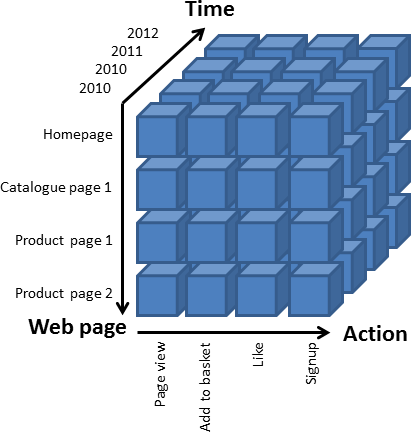 Time
2012
2011
2010
2010
Homepage
Catalogue page 1
Product page 1
Product page 2
Web page
Action
Page view
Add to basket
Like
Signup